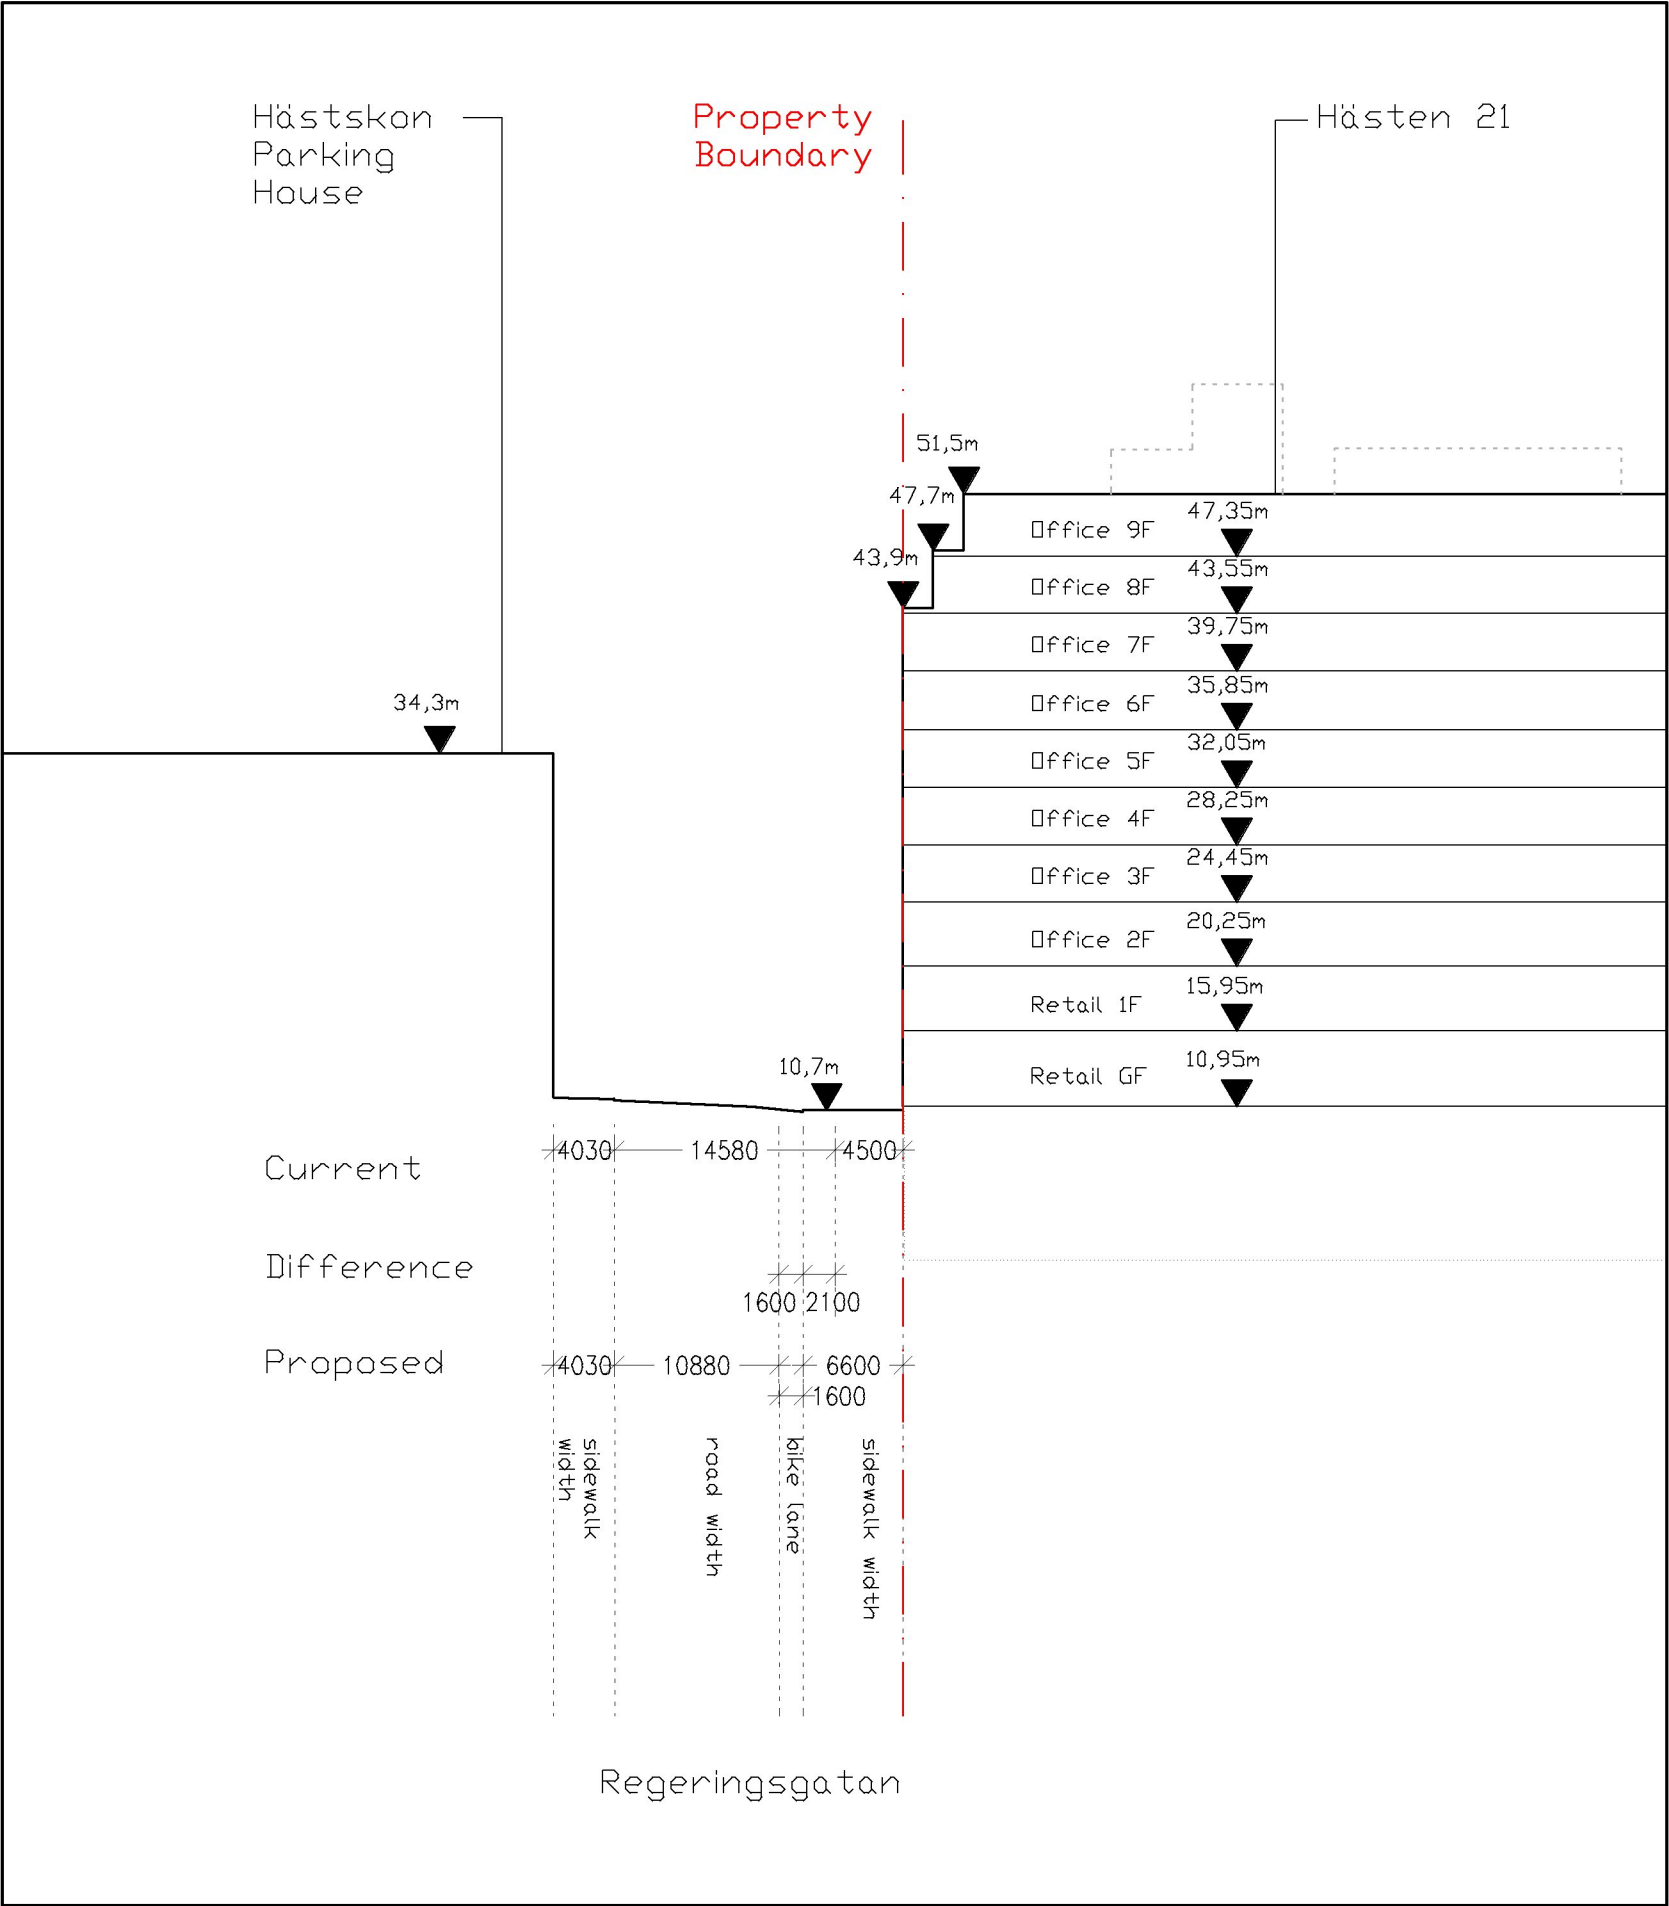 Hästskon
Parking
House
Property
Boundary
Hästen 21
51,5m
47,7m
43,9m
34,3m
10,7m
Office 9F 47,35m
Office 8F 43,55m
Office 7F 39,75m
Office 6F 35,85m
Office 5F 32,05m
Office 4F 28,25m
Office 3F 24,45m
Office 2F 20,25m
Retail 1F 15,95m
Retail GF 10,95m
Current 4030 14580 4500
Difference
1600 2100
Proposed 4030 10880 6600
1600
sidewalk
width
road width
bike lane
sidewalk width
Regeringsgatan